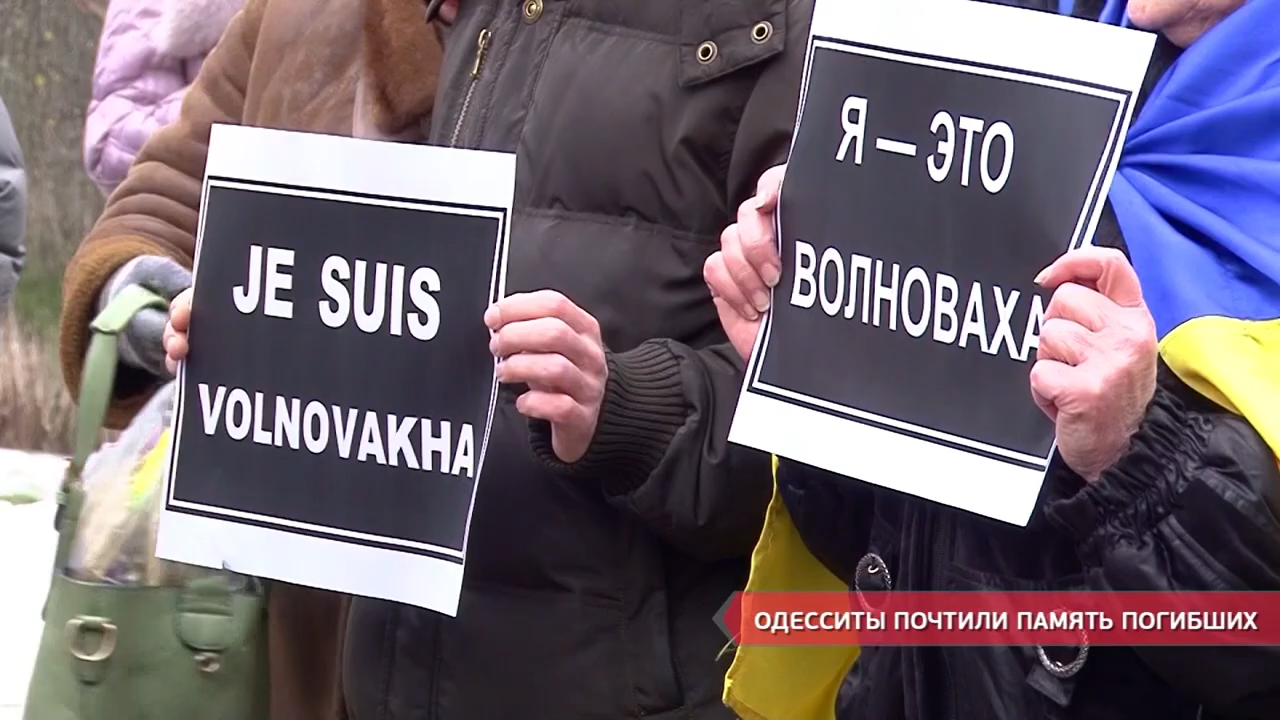 JE SUIS
VOLNOVAKHA
Я — ЭТО
ВОЛНОВАХА
ОДЕССИТЫ ПОЧТИЛИ ПАМЯТЬ ПОГИБШИХ